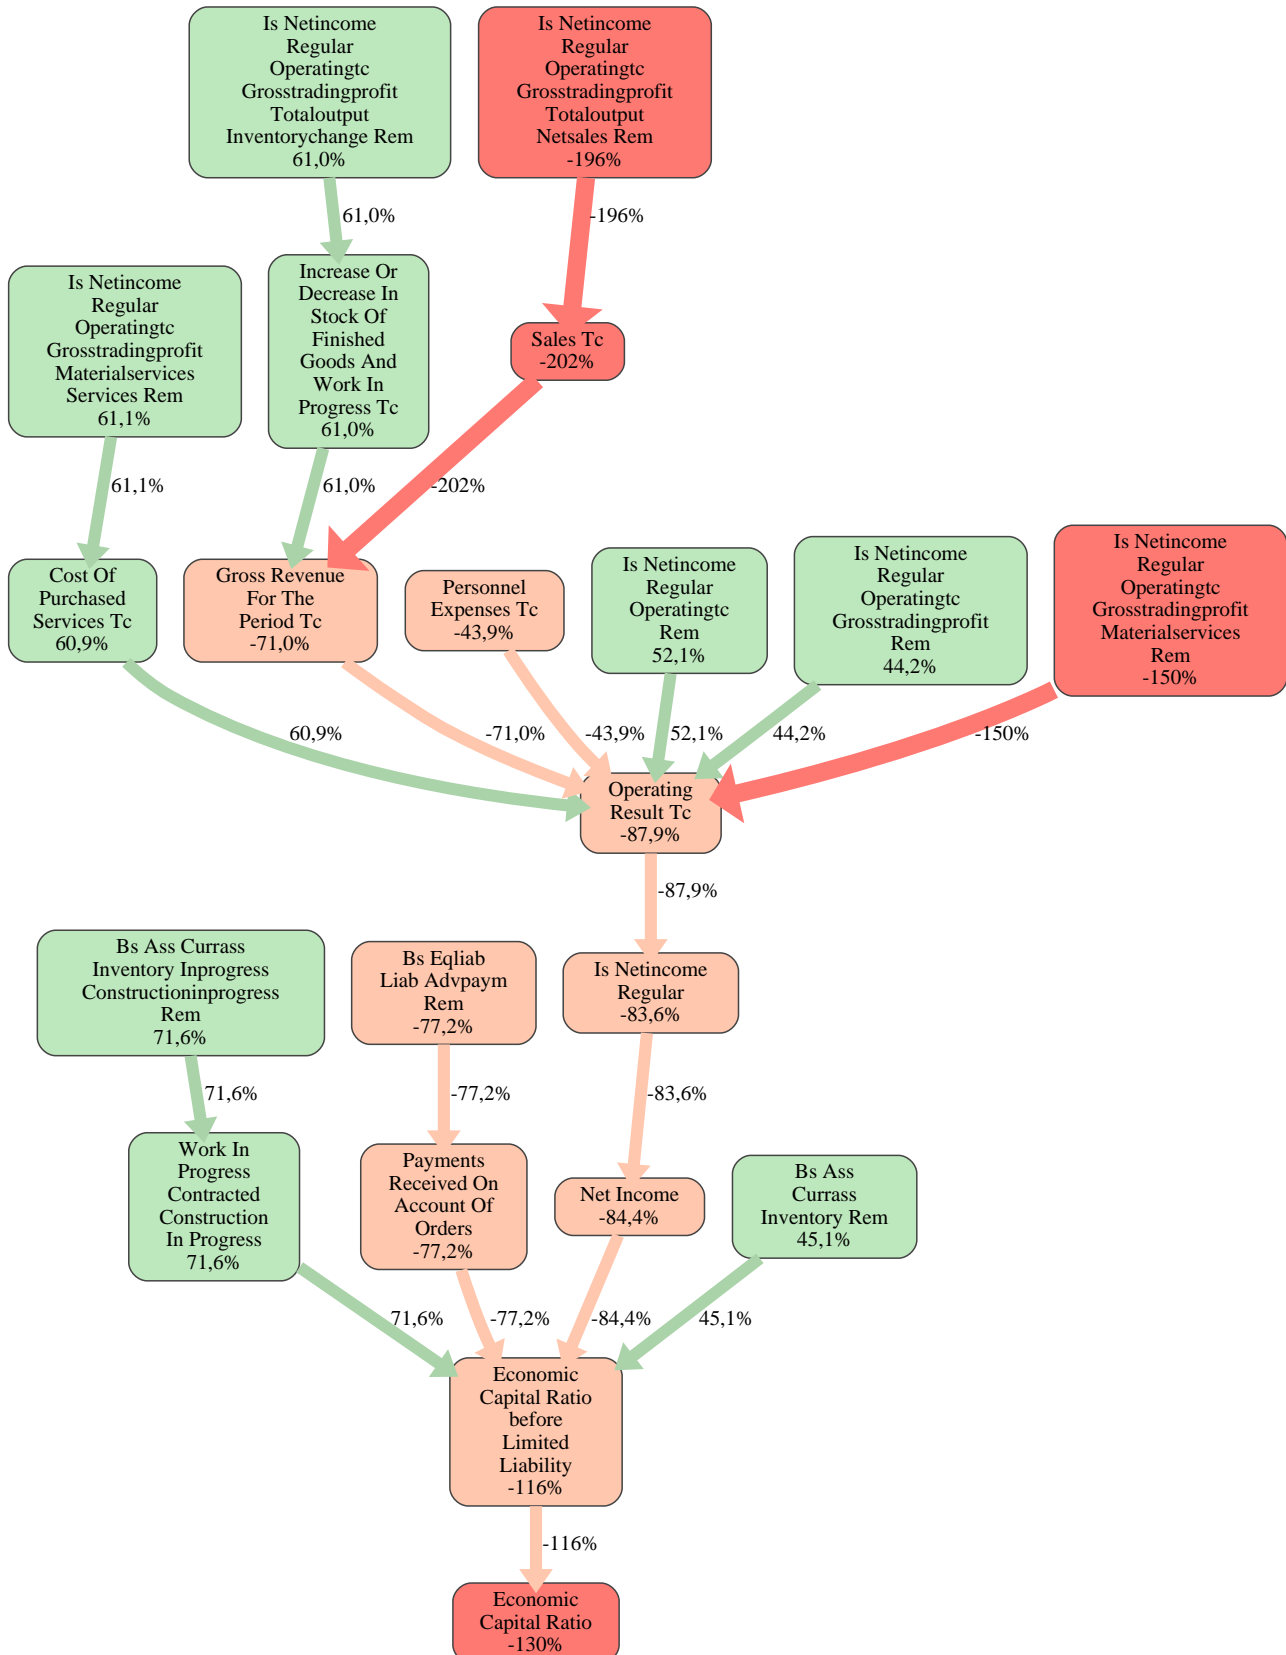 Is Netincome
Regular
Operatingtc
Grosstradingprofit
Totaloutput
Inventorychange Rem
61,0%
Is Netincome
Regular
Operatingtc
Grosstradingprofit
Totaloutput
Netsales Rem
-196%
61,0%
-196%
Is Netincome
Regular
Operatingtc
Grosstradingprofit
Materialservices
Services Rem
61,1%
Increase Or
Decrease In
Stock Of
Finished
Goods And
Work In
Progress Tc
61,0%
Sales Tc
-202%
61,1%
61,0%
-202%
Cost Of
Purchased
Services Tc
60,9%
Gross Revenue
For The
Period Tc
-71,0%
Personnel
Expenses Tc
-43,9%
Is Netincome
Regular
Operatingtc
Rem
52,1%
Is Netincome
Regular
Operatingtc
Grosstradingprofit
Rem
44,2%
Is Netincome
Regular
Operatingtc
Grosstradingprofit
Materialservices
Rem
-150%
60,9%
-71,0%
-43,9%
52,1%
44,2%
-150%
Operating
Result Tc
-87,9%
-87,9%
Bs Ass Currass
Inventory Inprogress
Constructioninprogress
Rem
71,6%
Bs Eqliab
Liab Advpaym
Rem
-77,2%
Is Netincome
Regular
-83,6%
71,6%
-77,2%
-83,6%
Work In
Progress
Contracted
Construction
In Progress
71,6%
Payments
Received On
Account Of
Orders
-77,2%
Net Income
-84,4%
Bs Ass
Currass
Inventory Rem
45,1%
71,6%
-77,2%
-84,4%
45,1%
Economic
Capital Ratio
before
Limited
Liability
-116%
-116%
Economic
Capital Ratio
-130%